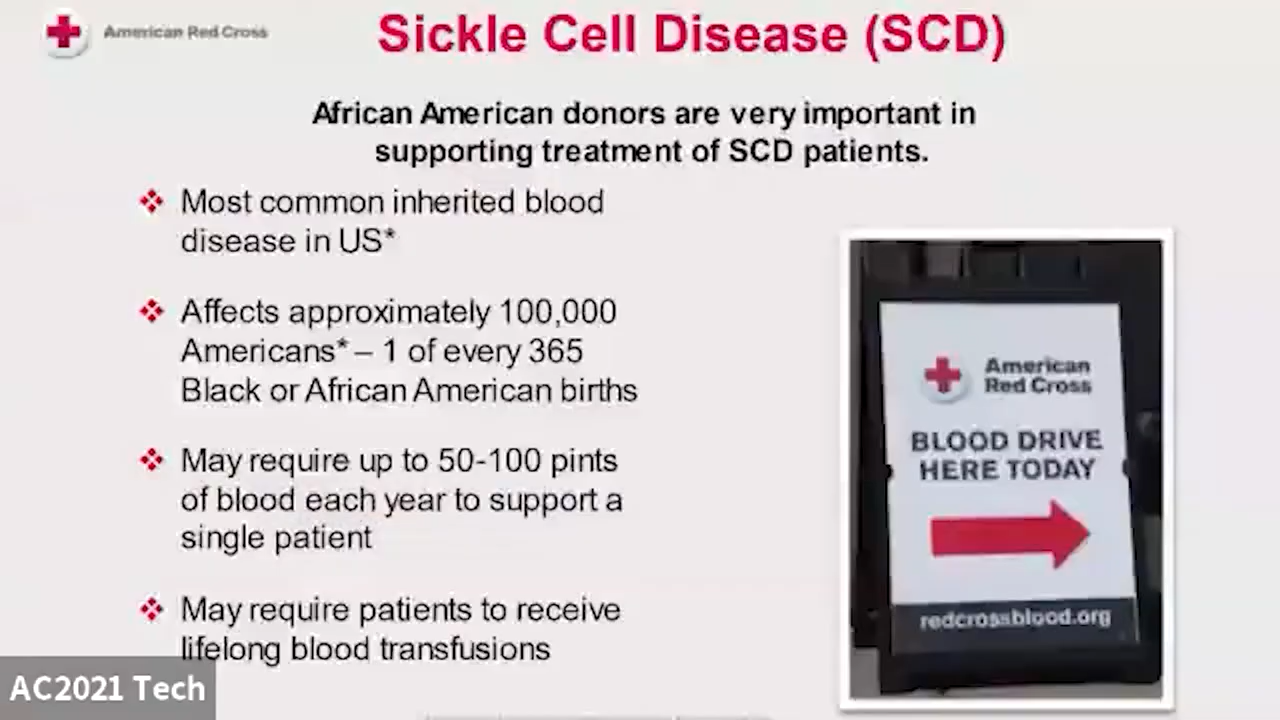 American Red Cross
Sickle Cell Disease (SCD)
African American donors are very important in
supporting treatment of SCD patients.
Most common inherited blood
disease in US*
Affects approximately 100,000
Americans* – 1 of every 365
Black or African American births
May require up to 50-100 pints
of blood each year to support a
single patient
May require patients to receive
lifelong blood transfusions
American
Red Cross
BLOOD DRIVE
HERE TODAY
redcrossblood.org
AC2021 Tech